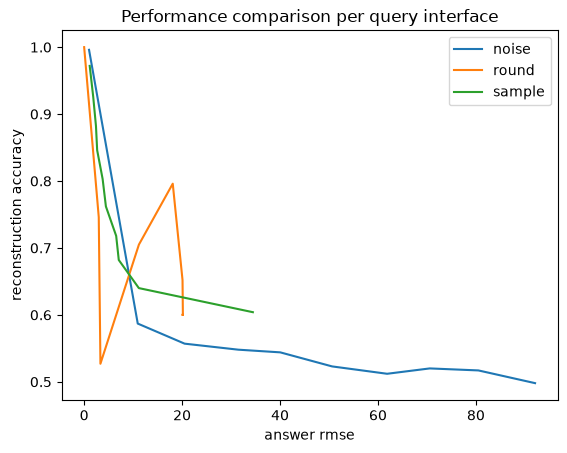 Performance comparison per query interface
noise
round
sample
reconstruction accuracy
1.0
0.9
0.8
0.7
0.6
0.5
0
20
40
60
80
answer rmse